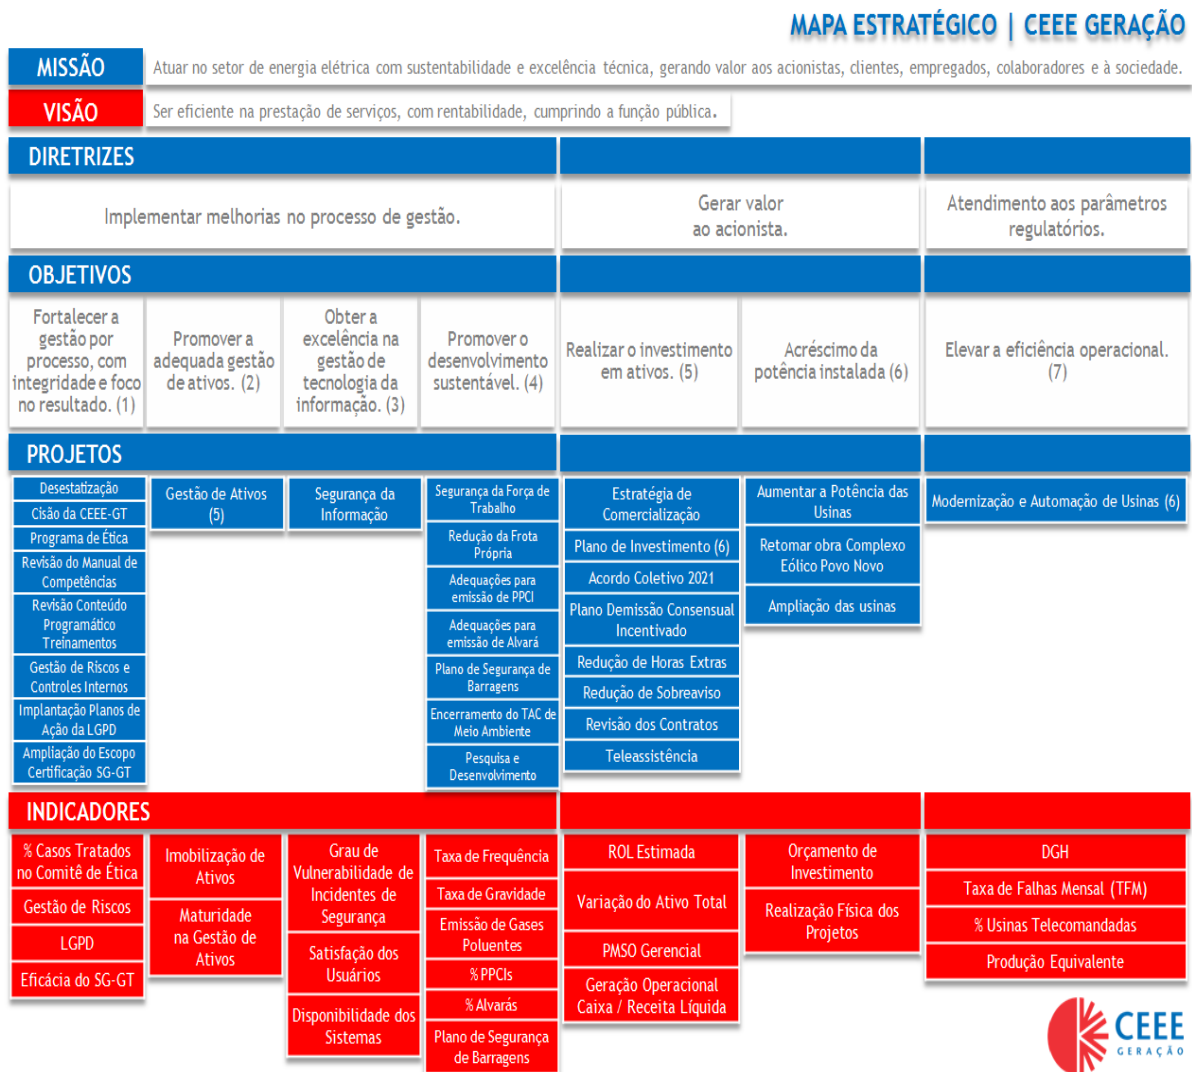 MAPA ESTRATÉGICO | CEEE GERAÇÃO
MISSÃO
Atuar no setor de energia elétrica com sustentabilidade e excelência técnica, gerando valor aos acionistas, clientes, empregados, colaboradores e à sociedade.
VISÃO
Ser eficiente na prestação de serviços, com rentabilidade, cumprindo a função pública.
DIRETRIZES
Implementar melhorias no processo de gestão.
Gerar valor
ao acionista.
Atendimento aos parâmetros
regulatórios.
OBJETIVOS
Fortalecer a
gestão por
processo, com
integridade e foco
no resultado. (1)
Promover a
adequada gestão
de ativos. (2)
Obter a
excelência na
gestão de
tecnologia da
informação. (3)
Promover o
desenvolvimento
sustentável. (4)
Realizar o investimento
em ativos. (5)
Acréscimo da
potência instalada (6)
Elevar a eficiência operacional.
(7)
PROJETOS
Desestatização
Cisão da CEEE-GT
Programa de Ética
Revisão do Manual de
Competências
Revisão Conteúdo
Programático
Treinamentos
Gestão de Riscos e
Controles Internos
Implantação Planos de
Ação da LGPD
Ampliação do Escopo
Certificação SG-GT
Gestão de Ativos
(5)
Segurança da
Informação
Segurança da Força de
Trabalho
Redução da Frota
Própria
Adequações para
emissão de PPCI
Adequações para
emissão de Alvará
Plano de Segurança de
Barragens
Encerramento do TAC de
Meio Ambiente
Pesquisa e
Desenvolvimento
Estratégia de
Comercialização
Plano de Investimento (6)
Acordo Coletivo 2021
Plano Demissão Consensual
Incentivado
Redução de Horas Extras
Redução de Sobreaviso
Revisão dos Contratos
Teleassistência
Aumentar a Potência das
Usinas
Retomar obra Complexo
Eólico Povo Novo
Ampliação das usinas
Modernização e Automação de Usinas (6)
INDICADORES
% Casos Tratados
no Comitê de Ética
Gestão de Riscos
LGPD
Eficácia do SG-GT
Imobilização de
Ativos
Maturidade
na Gestão de
Ativos
Grau de
Vulnerabilidade de
Incidentes de
Segurança
Satisfação dos
Usuários
Disponibilidade dos
Sistemas
Taxa de Frequência
Taxa de Gravidade
Emissão de Gases
Poluentes
% PPCIs
% Alvarás
Plano de Segurança
de Barragens
ROL Estimada
Variação do Ativo Total
PMSO Gerencial
Geração Operacional
Caixa / Receita Líquida
Orçamento de
Investimento
Realização Física dos
Projetos
DGH
Taxa de Falhas Mensal (TFM)
% Usinas Telecomandadas
Produção Equivalente
CEEE
GERAÇÃO